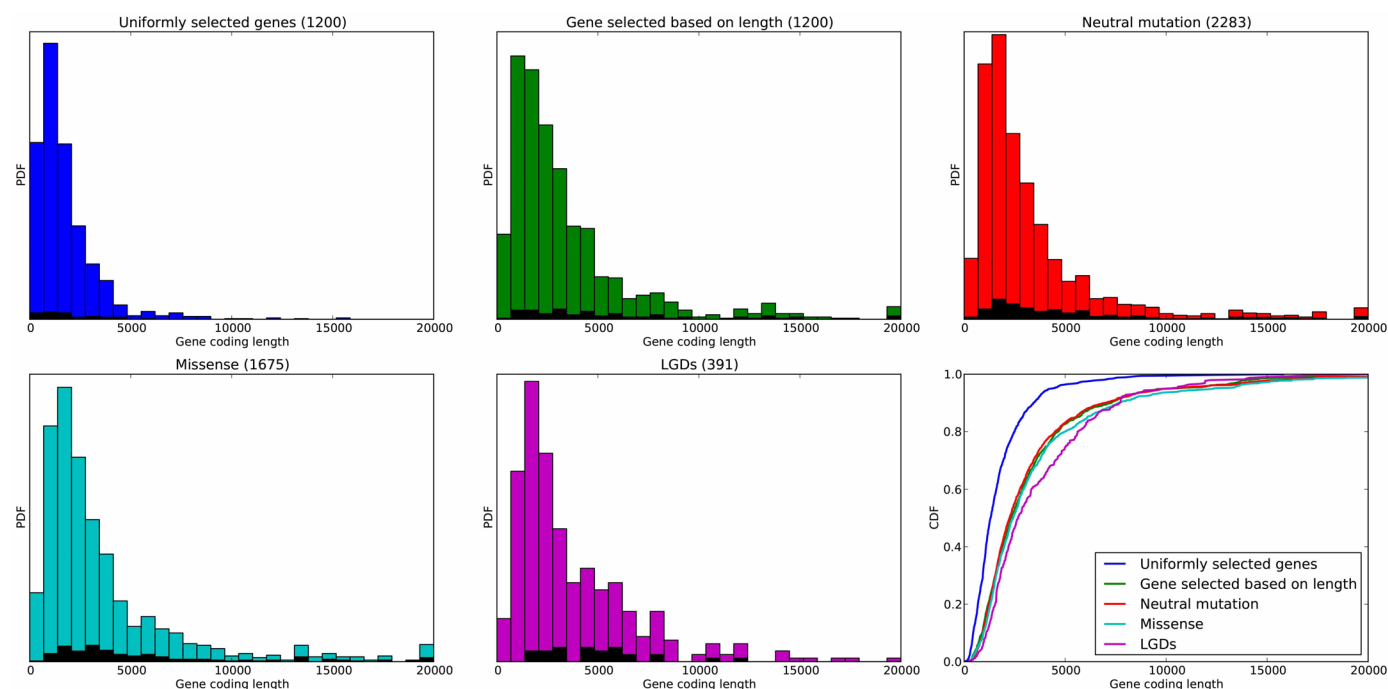 Uniformly selected genes (1200)
PDF
0 5000 10000 15000 20000
Gene coding length
Gene selected based on length (1200)
PDF
0 5000 10000 15000 20000
Gene coding length
Neutral mutation (2283)
PDF
0 5000 10000 15000 20000
Gene coding length
Missense (1675)
PDF
0 5000 10000 15000 20000
Gene coding length
LGDs (391)
PDF
0 5000 10000 15000 20000
Gene coding length
1.0
0.8
0.6
0.4
0.2
0.0
CDF
Uniformly selected genes
Gene selected based on length
Neutral mutation
Missense
LGDs
0 5000 10000 15000 20000
Gene coding length